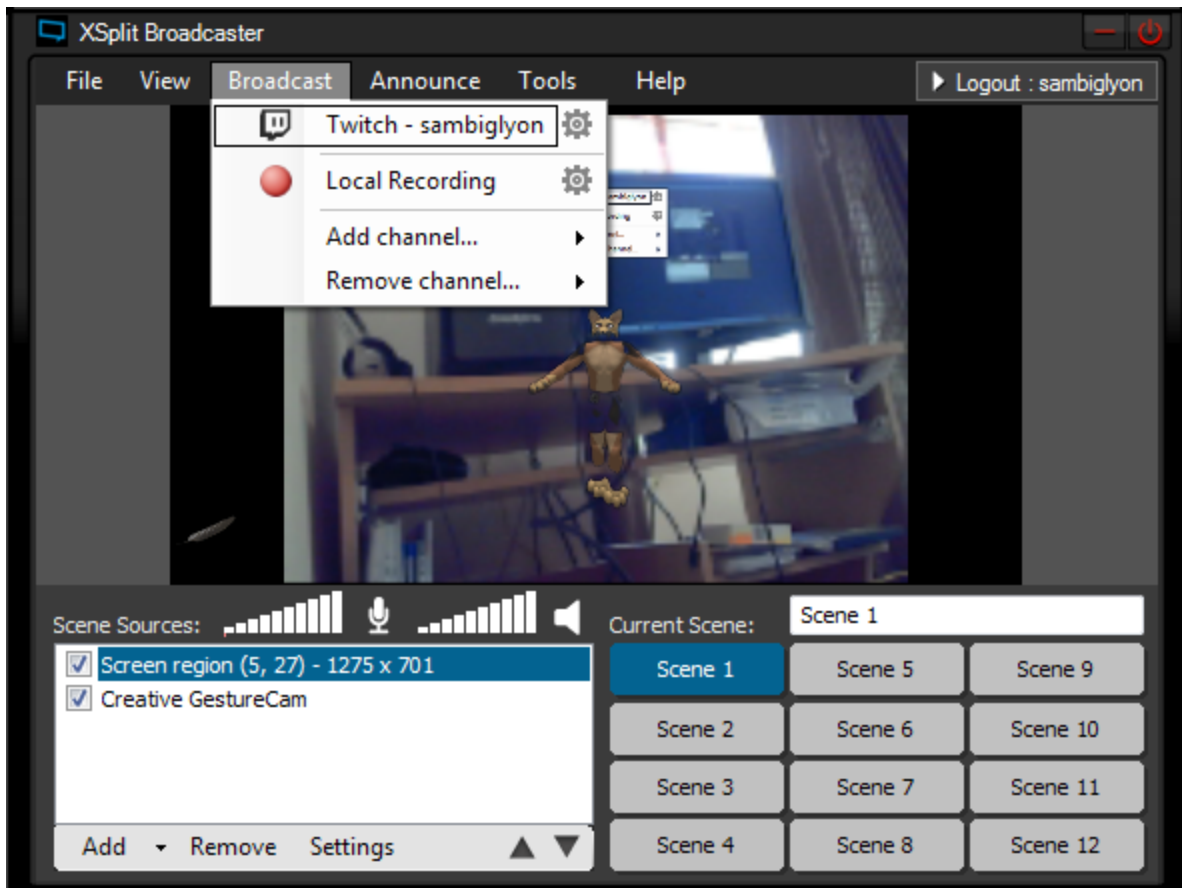 XSplit Broadcaster
File View Broadcast Announce Tools Help Logout : sambiglyon
Twitch - sambiglyon
Local Recording
Add channel...
Remove channel...
Scene Sources:
Screen region (5, 27) - 1275 x 701
Creative GestureCam
Add Remove Settings
Current Scene: Scene 1
Scene 1 Scene 5 Scene 9
Scene 2 Scene 6 Scene 10
Scene 3 Scene 7 Scene 11
Scene 4 Scene 8 Scene 12